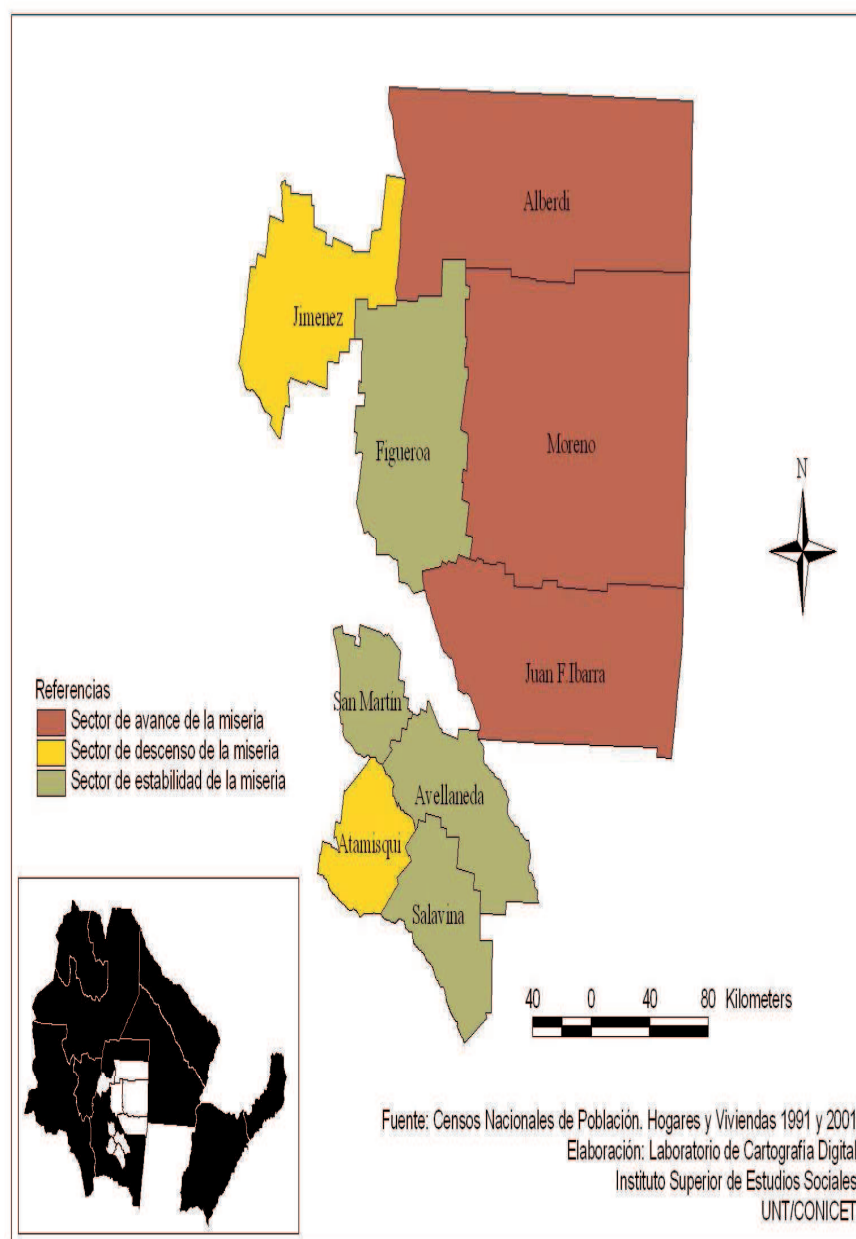 Alberdi
Jimenez
Figueroa
Moreno
N
Juan F.Ibarra
San Martín
Avellaneda
Atamisqui
Salavina
Referencias
Sector de avance de la miseria
Sector de descenso de la miseria
Sector de estabilidad de la miseria
40 0 40 80 Kilometers
Fuente: Censos Nacionales de Población. Hogares y Viviendas 1991 y 2001
Elaboración: Laboratorio de Cartografía Digital
Instituto Superior de Estudios Sociales
UNT/CONICET